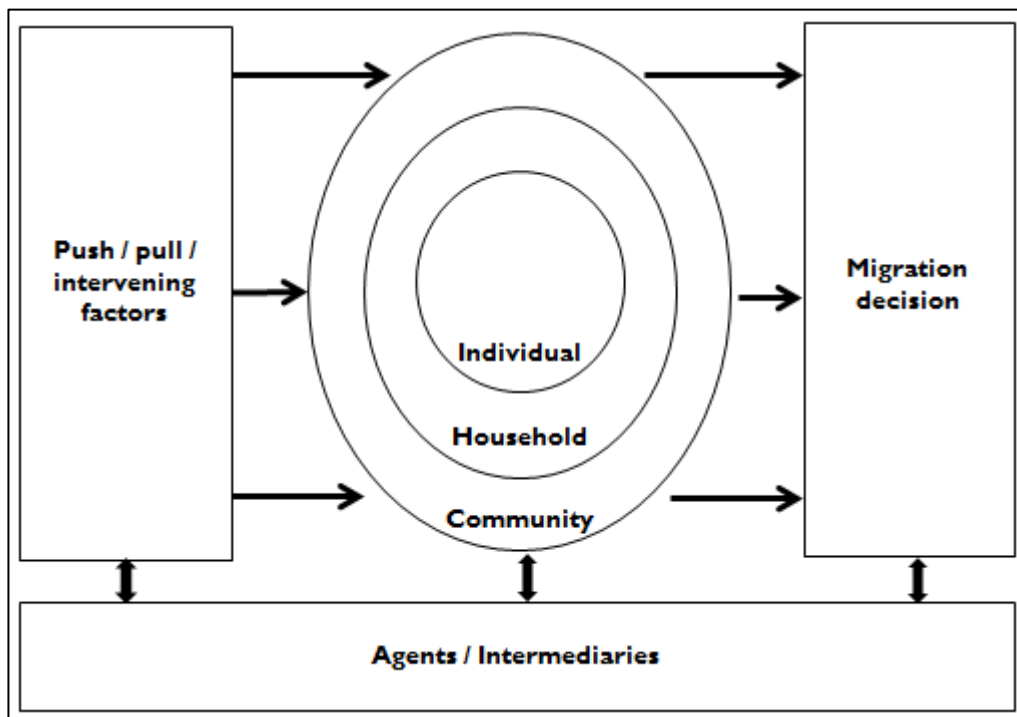 Push / pull /
intervening
factors
Individual
Household
Community
Migration
decision
Agents / Intermediaries